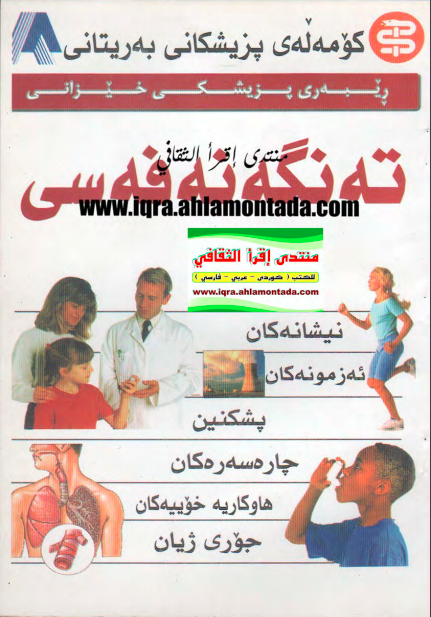 کۆمەڵەی پزیشکانی بەریتانی
ڕێبەری پزیشکی خێزانی
منتدى إقرأ الثقافي
تەنگەنەفەسی
www.iqra.ahlamontada.com
منتدى إقرأ الثقافي
للكتب ( كوردى - عربي - فارسي )
www.iqra.ahlamontada.com
نیشانەکان
ئەزمونەکان
پشکنین
چارەسەرەکان
هاوکاریە خۆییەکان
جۆری ژیان